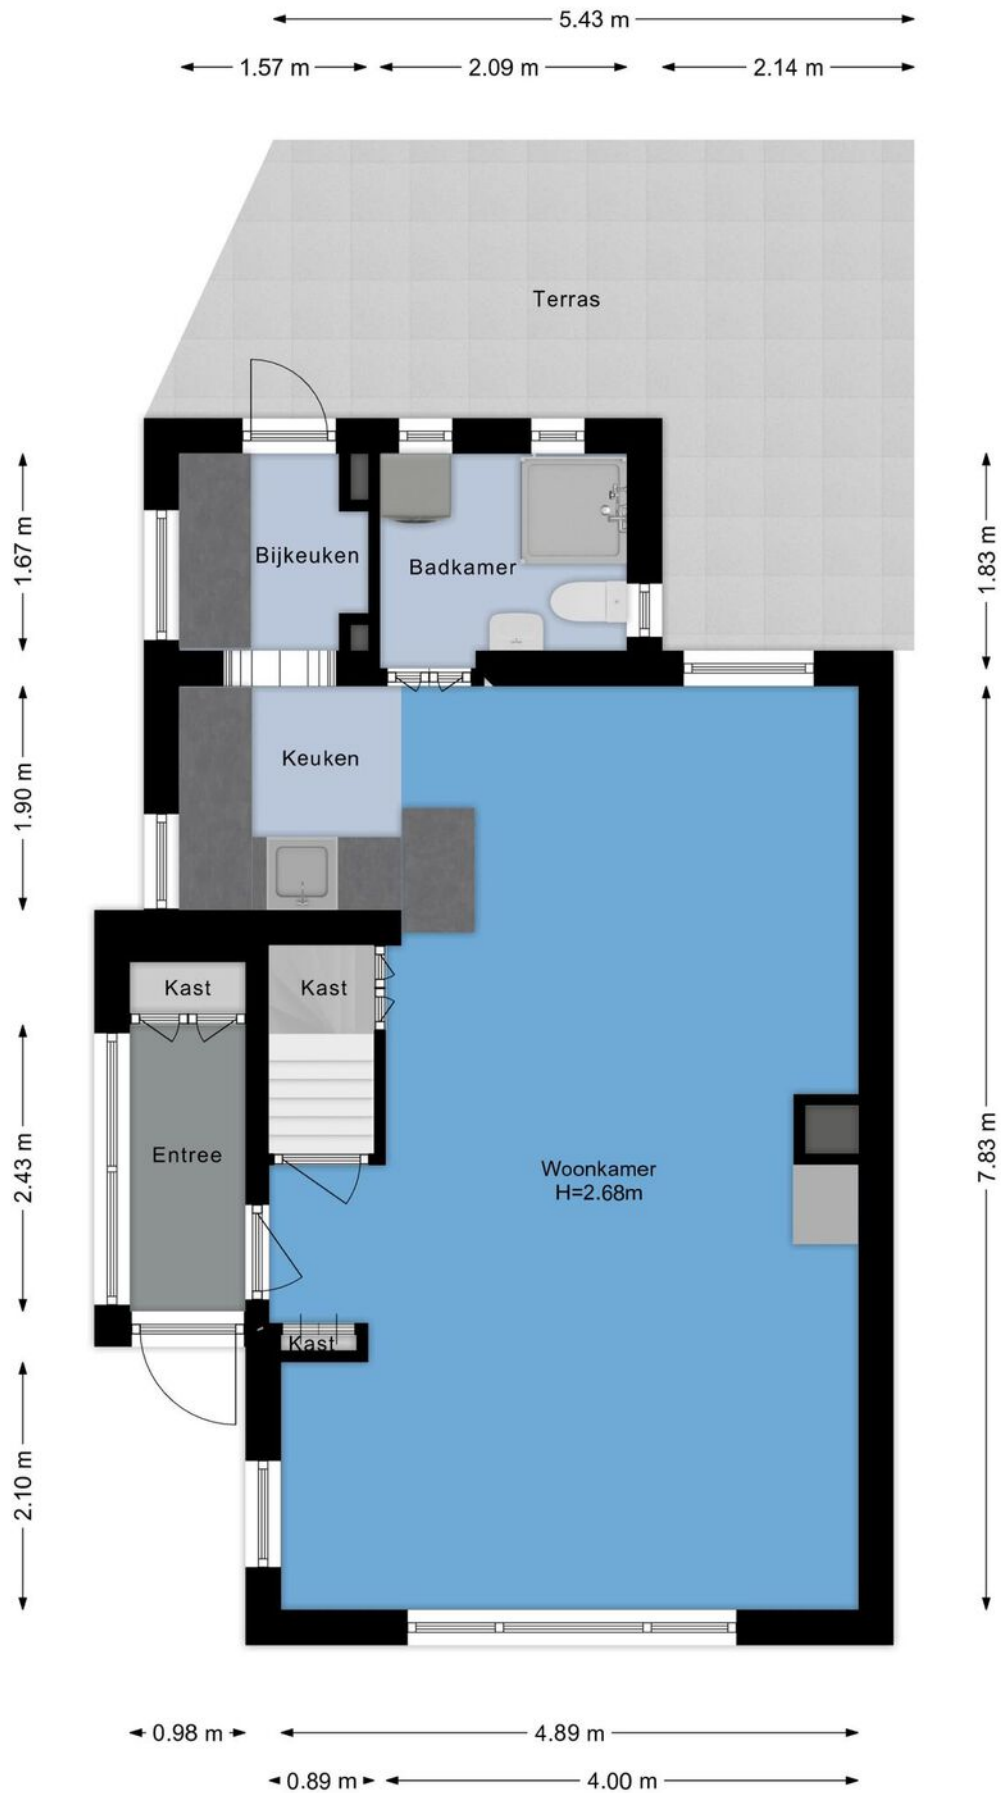 5.43 m
1.57 m
2.09 m
2.14 m
Terras
1.67 m
Bijkeuken
Badkamer
1.83 m
1.90 m
Keuken
Kast
Kast
2.43 m
Entree
Woonkamer
H=2.68m
7.83 m
Kast
2.10 m
0.98 m
4.89 m
0.89 m
4.00 m